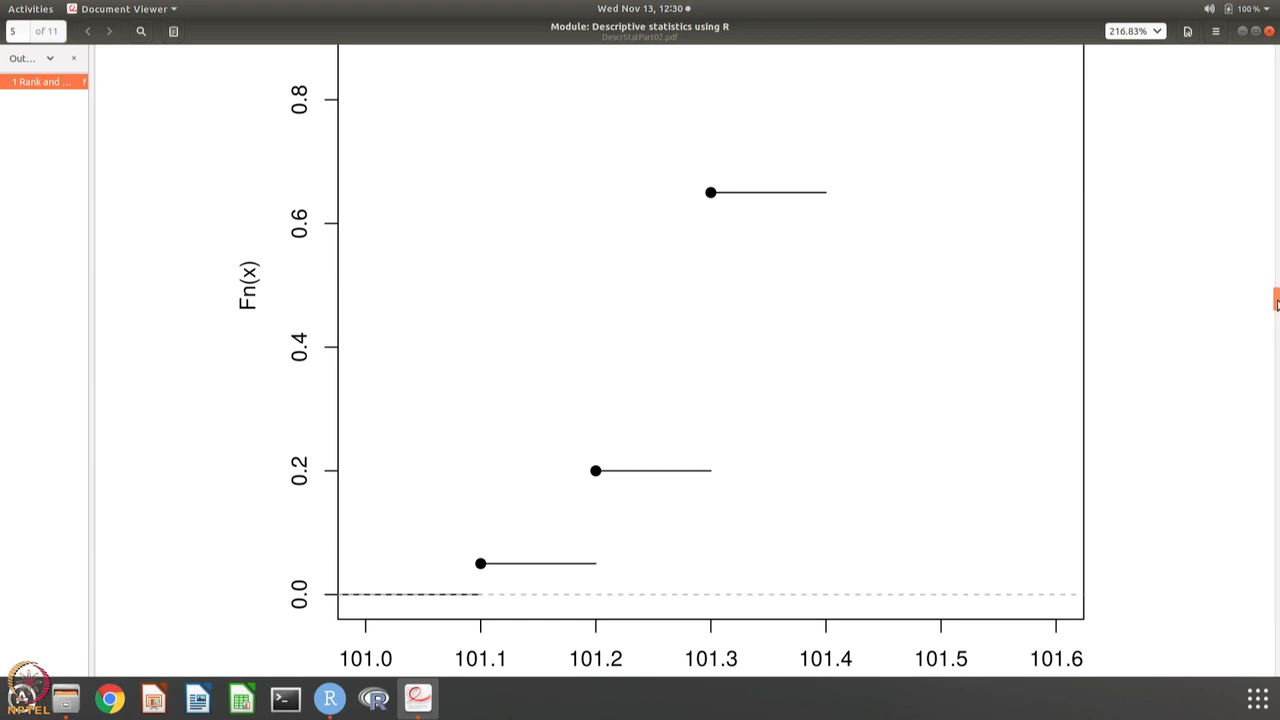 Activities Document Viewer Wed Nov 13, 12:30 100 %
5 of 11 Module: Descriptive statistics using R 216.83%
DescrStatPart02.pdf
Out... ×
1 Rank and ... 1
0.8
0.6
Fn(x)
0.4
0.2
0.0
101.0 101.1 101.2 101.3 101.4 101.5 101.6
NPTEL